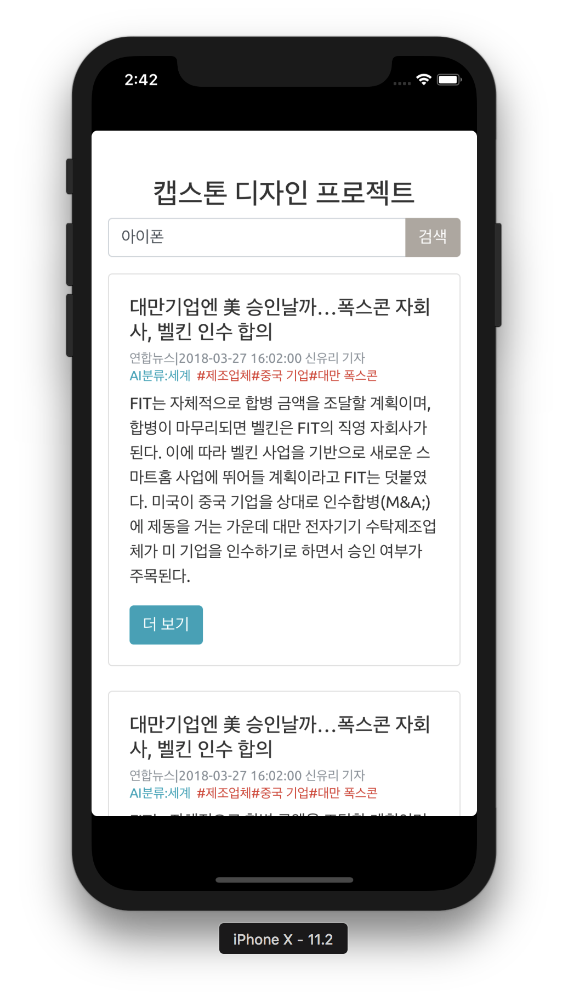 2:42
캡스톤 디자인 프로젝트
아이폰
검색
대만기업엔 美 승인날까…폭스콘 자회
사, 벨킨 인수 합의
연합뉴스|2018-03-27 16:02:00 신유리 기자
AI분류:세계 #제조업체#중국 기업#대만 폭스콘
FIT는 자체적으로 합병 금액을 조달할 계획이며,
합병이 마무리되면 벨킨은 FIT의 직영 자회사가
된다. 이에 따라 벨킨 사업을 기반으로 새로운 스
마트홈 사업에 뛰어들 계획이라고 FIT는 덧붙였
다. 미국이 중국 기업을 상대로 인수합병(M&A;)
에 제동을 거는 가운데 대만 전자기기 수탁제조업
체가 미 기업을 인수하기로 하면서 승인 여부가
주목된다.
더 보기
대만기업엔 美 승인날까…폭스콘 자회
사, 벨킨 인수 합의
연합뉴스|2018-03-27 16:02:00 신유리 기자
AI분류:세계 #제조업체#중국 기업#대만 폭스콘
iPhone X - 11.2